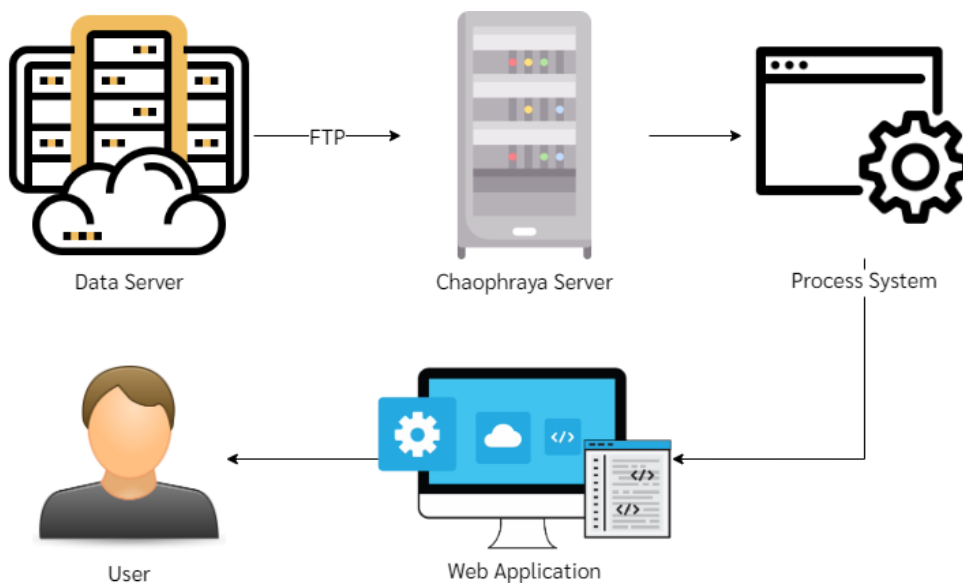 FTP
Data Server
Chaophraya Server
Process System
</>
</>
</>
User
Web Application